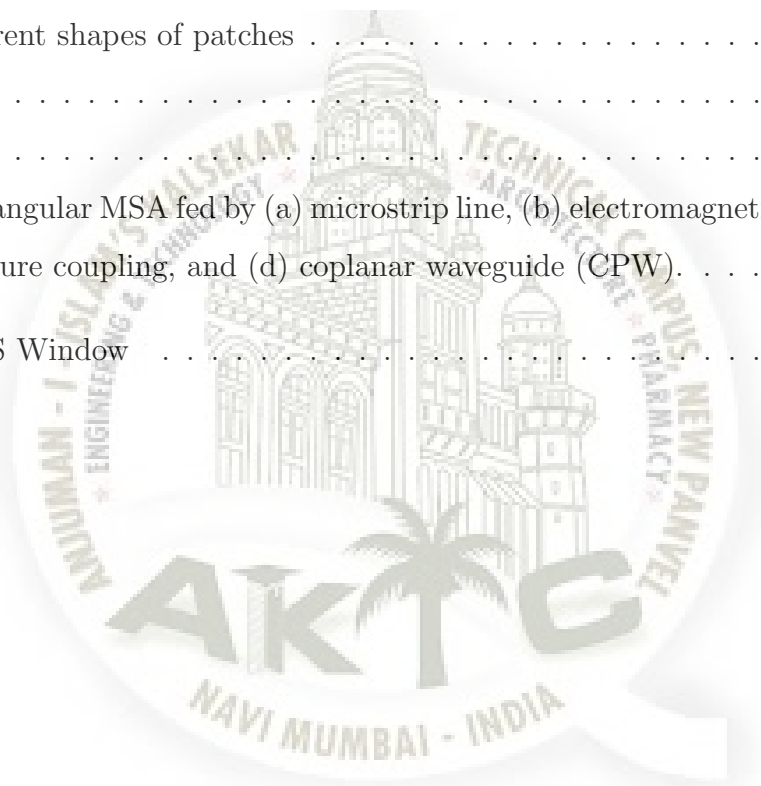 rent shapes of patches . . . . . . . . . . . . . . . . . . .
. . . . . . . . . . . . . . . . . . . . . . . . . . . . . . .
. . . . . . . . . . . . . . . . . . . . . . . . . . . . . . .
angular MSA fed by (a) microstrip line, (b) electromagnet
ure coupling, and (d) coplanar waveguide (CPW). . . . .
S Window . . . . . . . . . . . . . . . . . . . . . . . . .
ANJUMAN - I - ISLAM'S KALSEKAR TECHNICAL CAMPUS, NEW PANVEL
ENGINEERING & TECHNOLOGY * ARCHITECTURE * PHARMACY *
AKTC
NAVI MUMBAI - INDIA